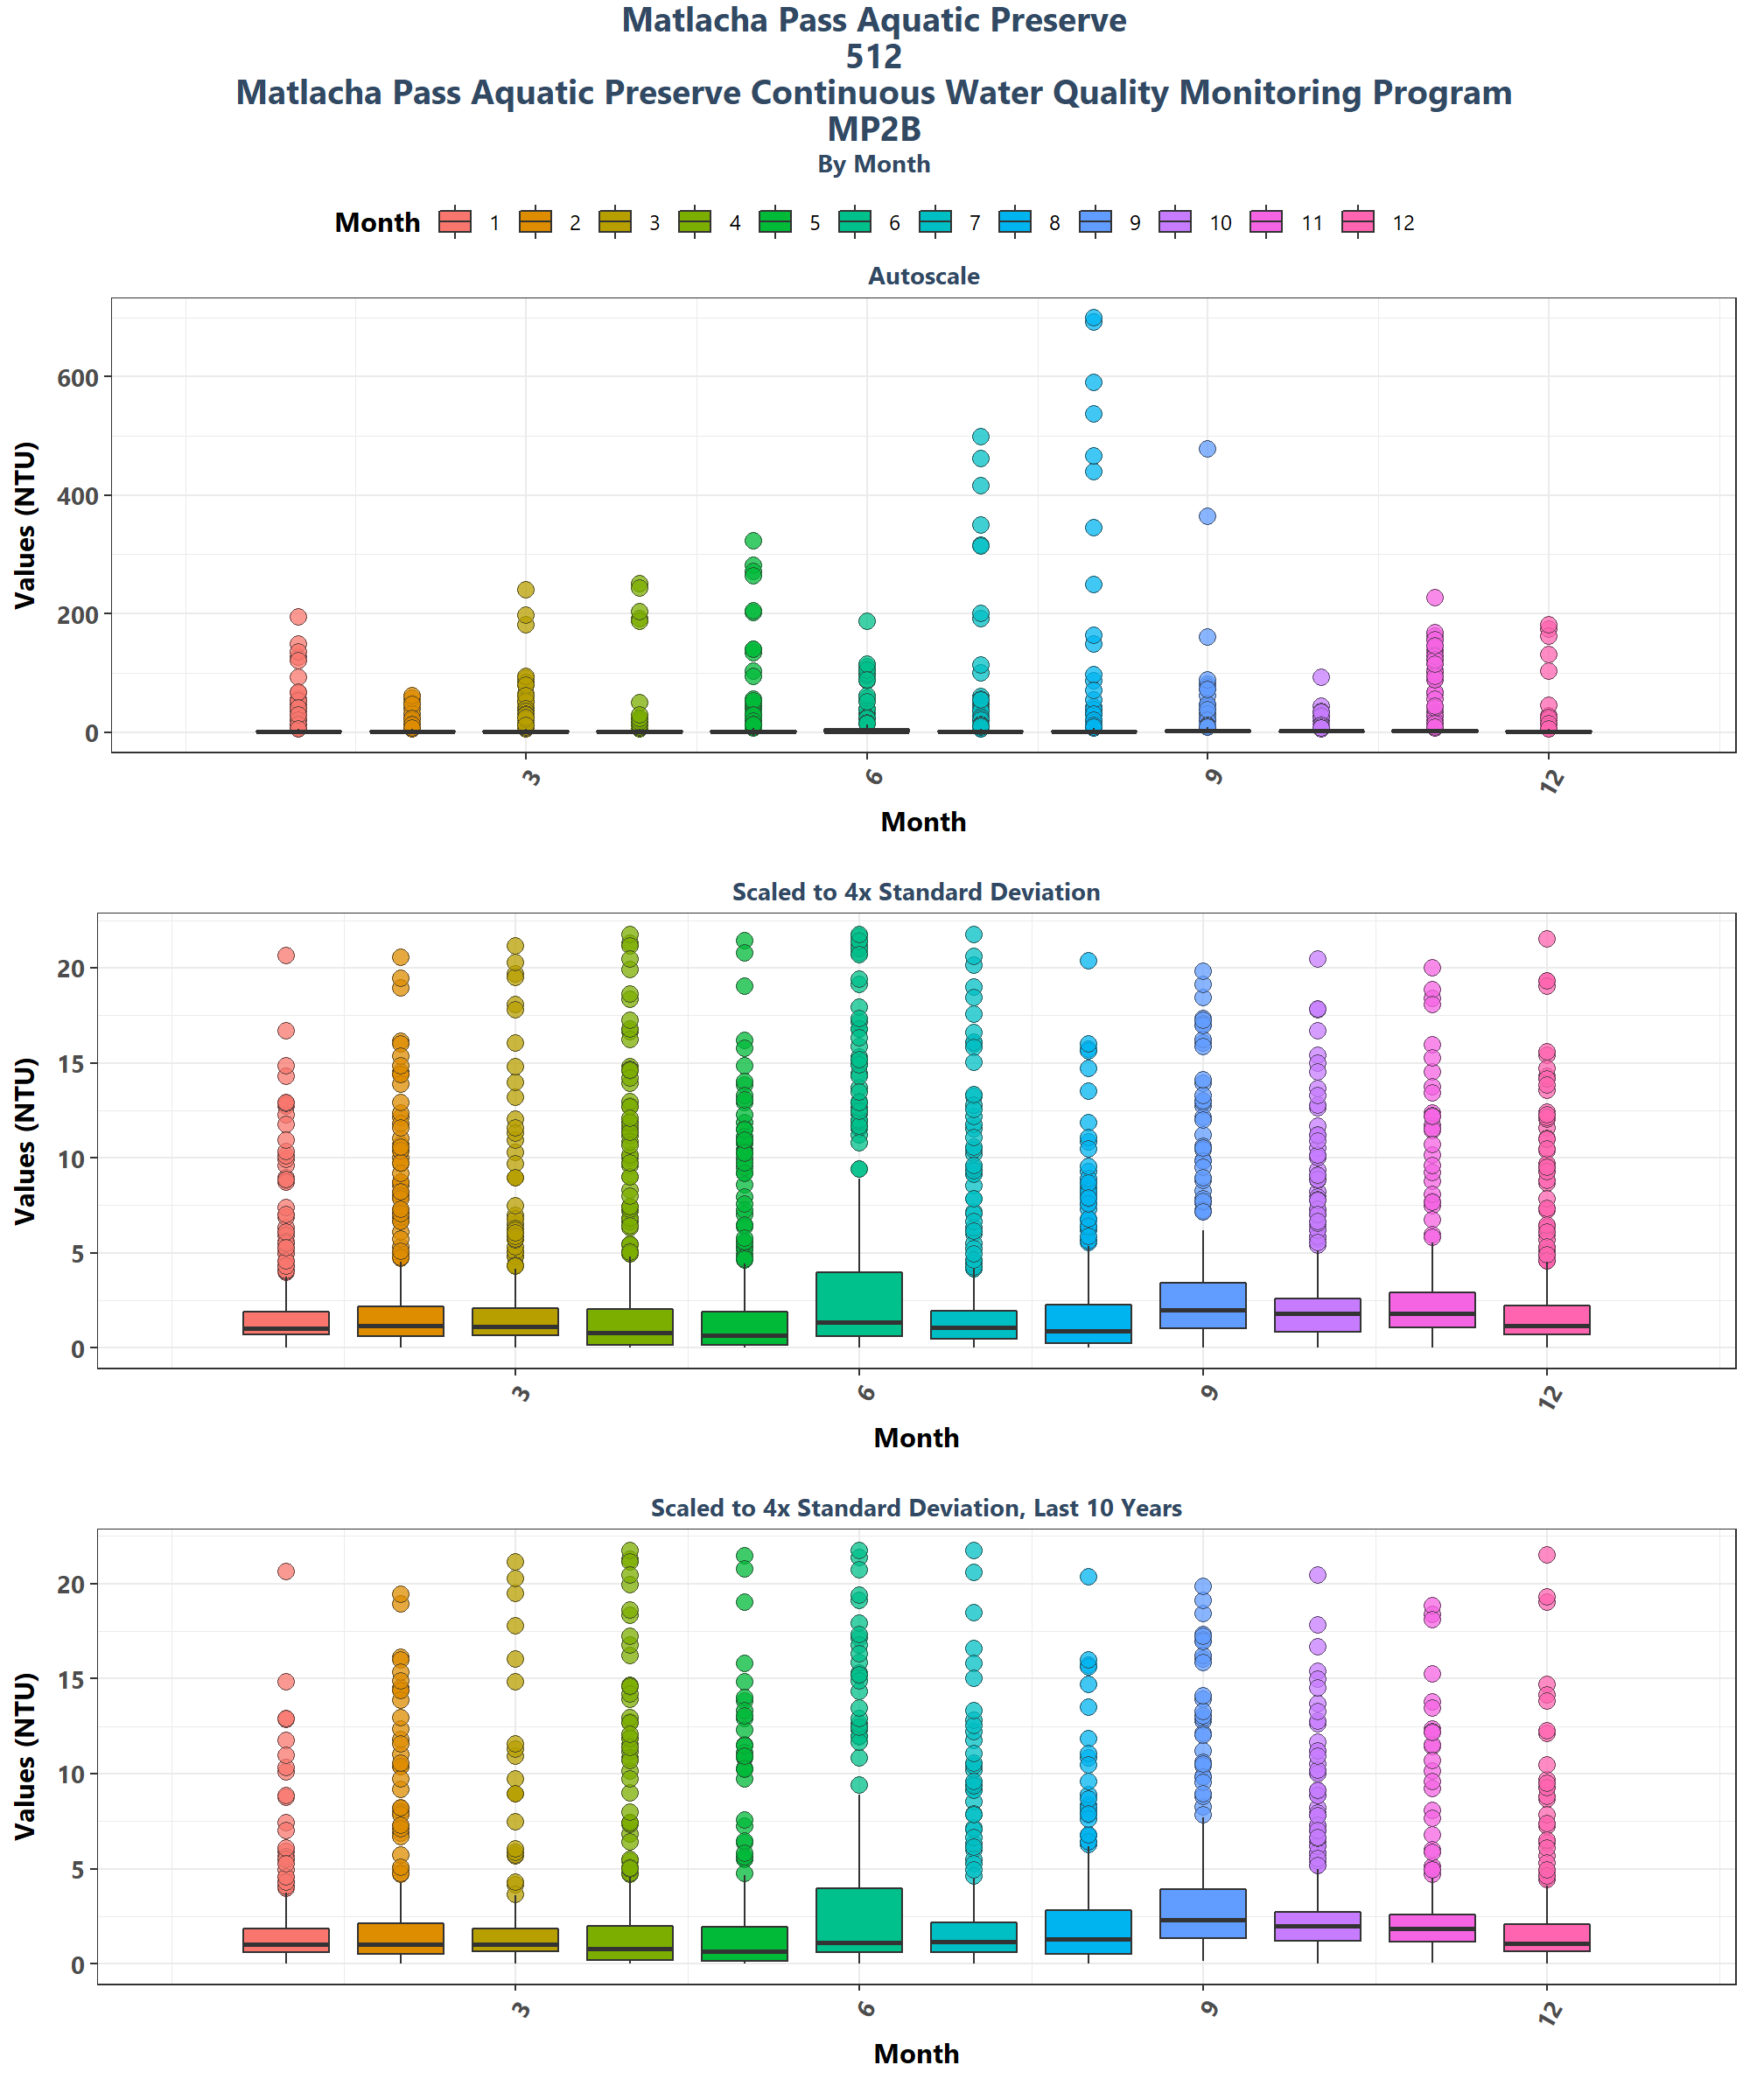 Matlacha Pass Aquatic Preserve
512
Matlacha Pass Aquatic Preserve Continuous Water Quality Monitoring Program
MP2B
By Month
Month 1 2 3 4 5 6 7 8 9 10 11 12
Autoscale
Values (NTU)
600
400
200
0
3 6 9 12
Month
Scaled to 4x Standard Deviation
Values (NTU)
20
15
10
5
0
3 6 9 12
Month
Scaled to 4x Standard Deviation, Last 10 Years
Values (NTU)
20
15
10
5
0
3 6 9 12
Month